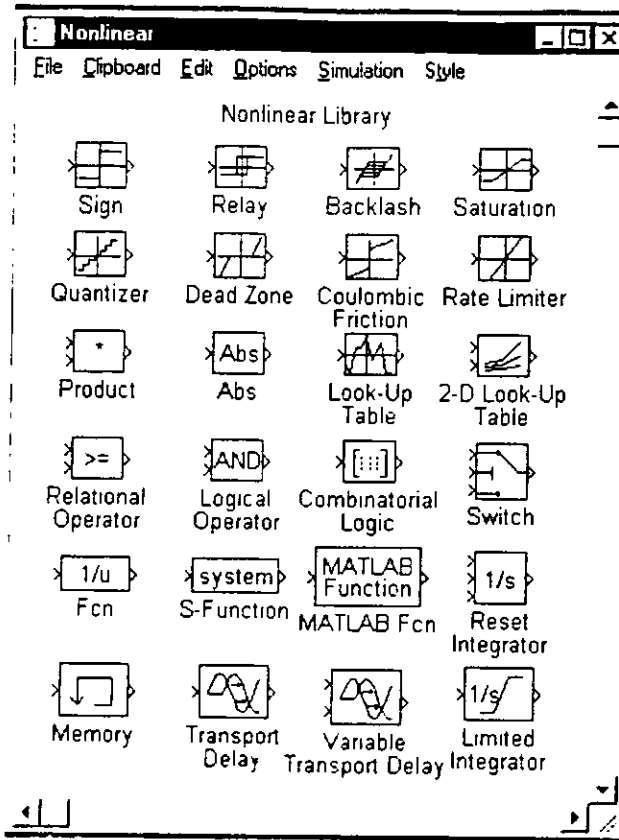 Nonlinear
File Clipboard Edit Options Simulation Style
Nonlinear Library
Sign Relay Backlash Saturation
Quantizer Dead Zone Coulombic Friction Rate Limiter
*
Product
Abs
Abs
Look-Up Table
2-D Look-Up Table
>=
Relational Operator
AND
Logical Operator
Combinatorial Logic
Switch
1/u
Fcn
system
S-Function
MATLAB Function
MATLAB Fcn
1/s
Reset Integrator
Memory
Transport Delay
Variable Transport Delay
1/s
Limited Integrator